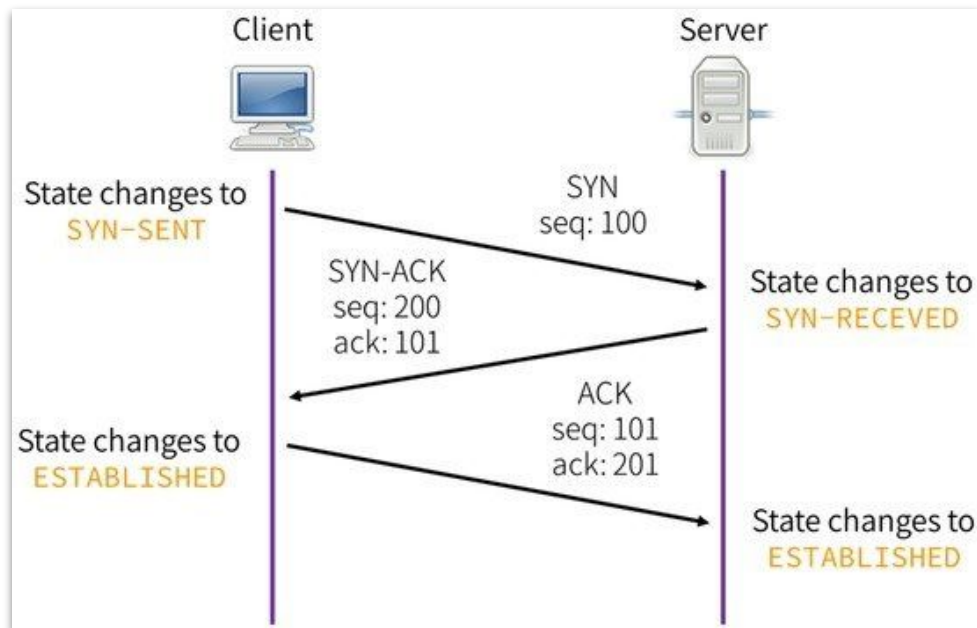 Client
Server
State changes to
SYN-SENT
SYN
seq: 100
SYN-ACK
seq: 200
ack: 101
State changes to
SYN-RECEVED
ACK
seq: 101
ack: 201
State changes to
ESTABLISHED
State changes to
ESTABLISHED